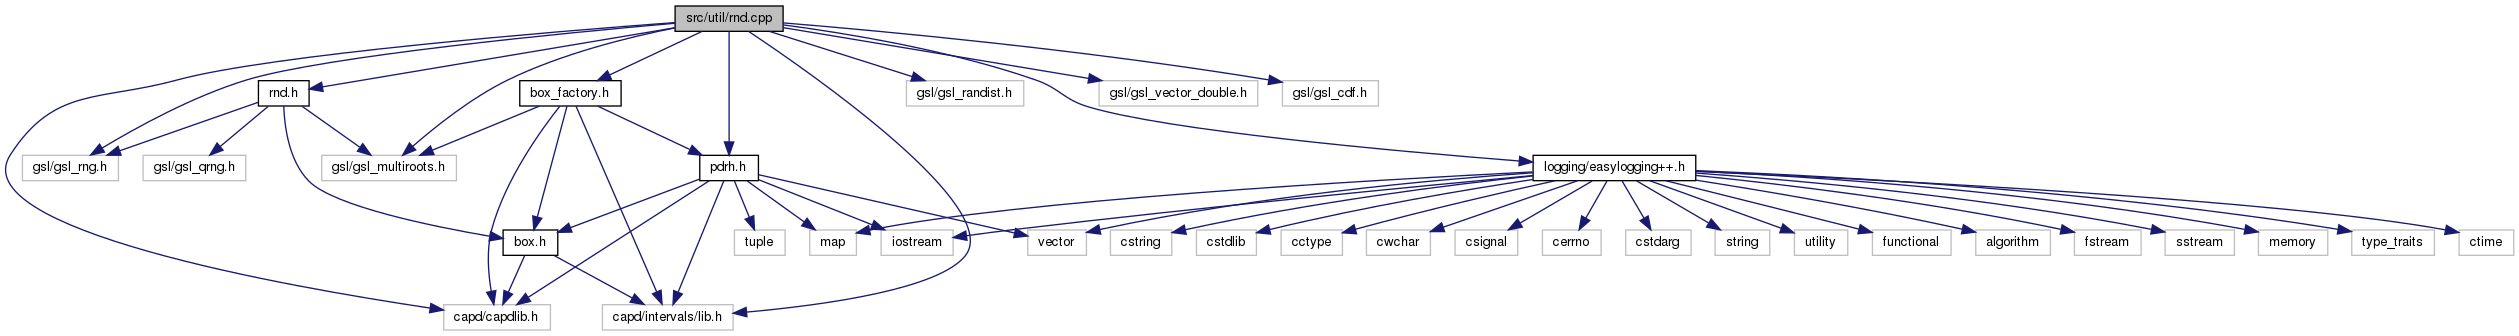 src/util/rnd.cpp
rnd.h
box_factory.h
gsl/gsl_randist.h
gsl/gsl_vector_double.h
gsl/gsl_cdf.h
gsl/gsl_rng.h
gsl/gsl_qrng.h
gsl/gsl_multiroots.h
pdrh.h
logging/easylogging++.h
box.h
tuple
map
iostream
vector
cstring
cstdlib
cctype
cwchar
csignal
cerrno
cstdarg
string
utility
functional
algorithm
fstream
sstream
memory
type_traits
ctime
capd/capdlib.h
capd/intervals/lib.h